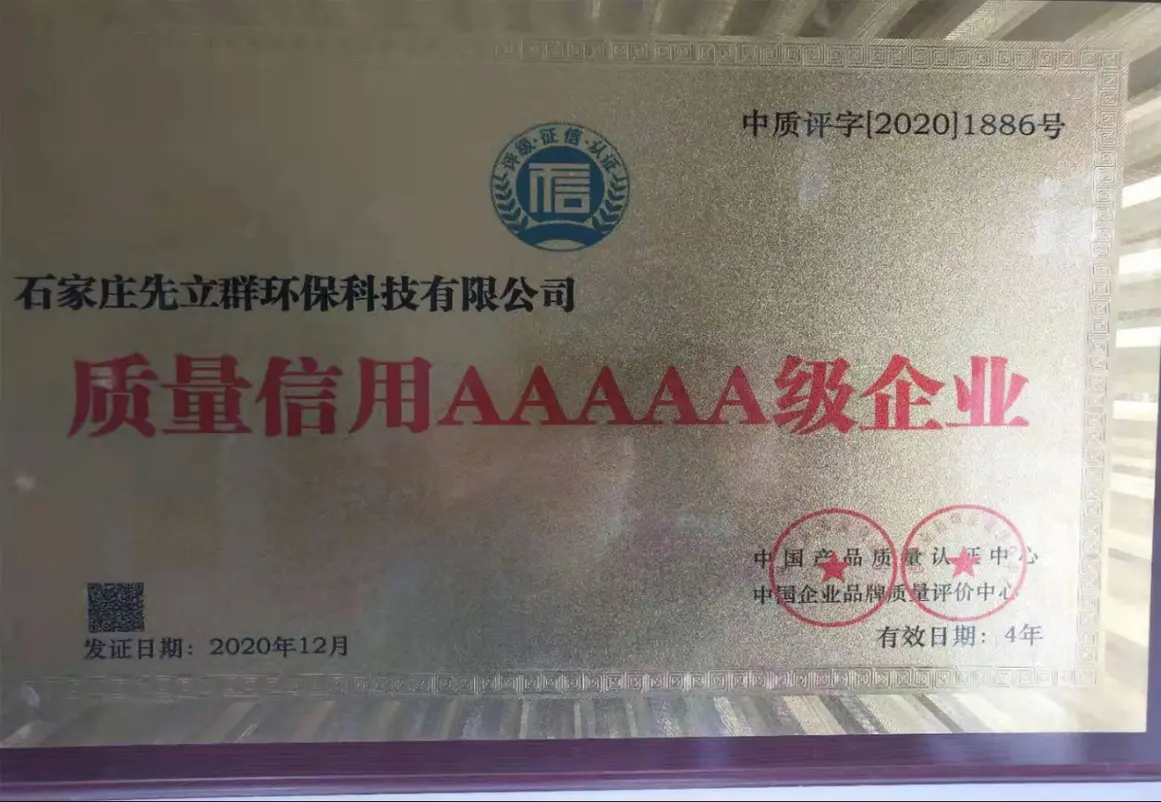 中质评字[2020]1886号
评级·征信·认证
信
石家庄先立群环保科技有限公司
质量信用AAAAA级企业
中国产品质量认证中心
中国企业品牌质量评价中心
发证日期：2020年12月
有效日期：4年